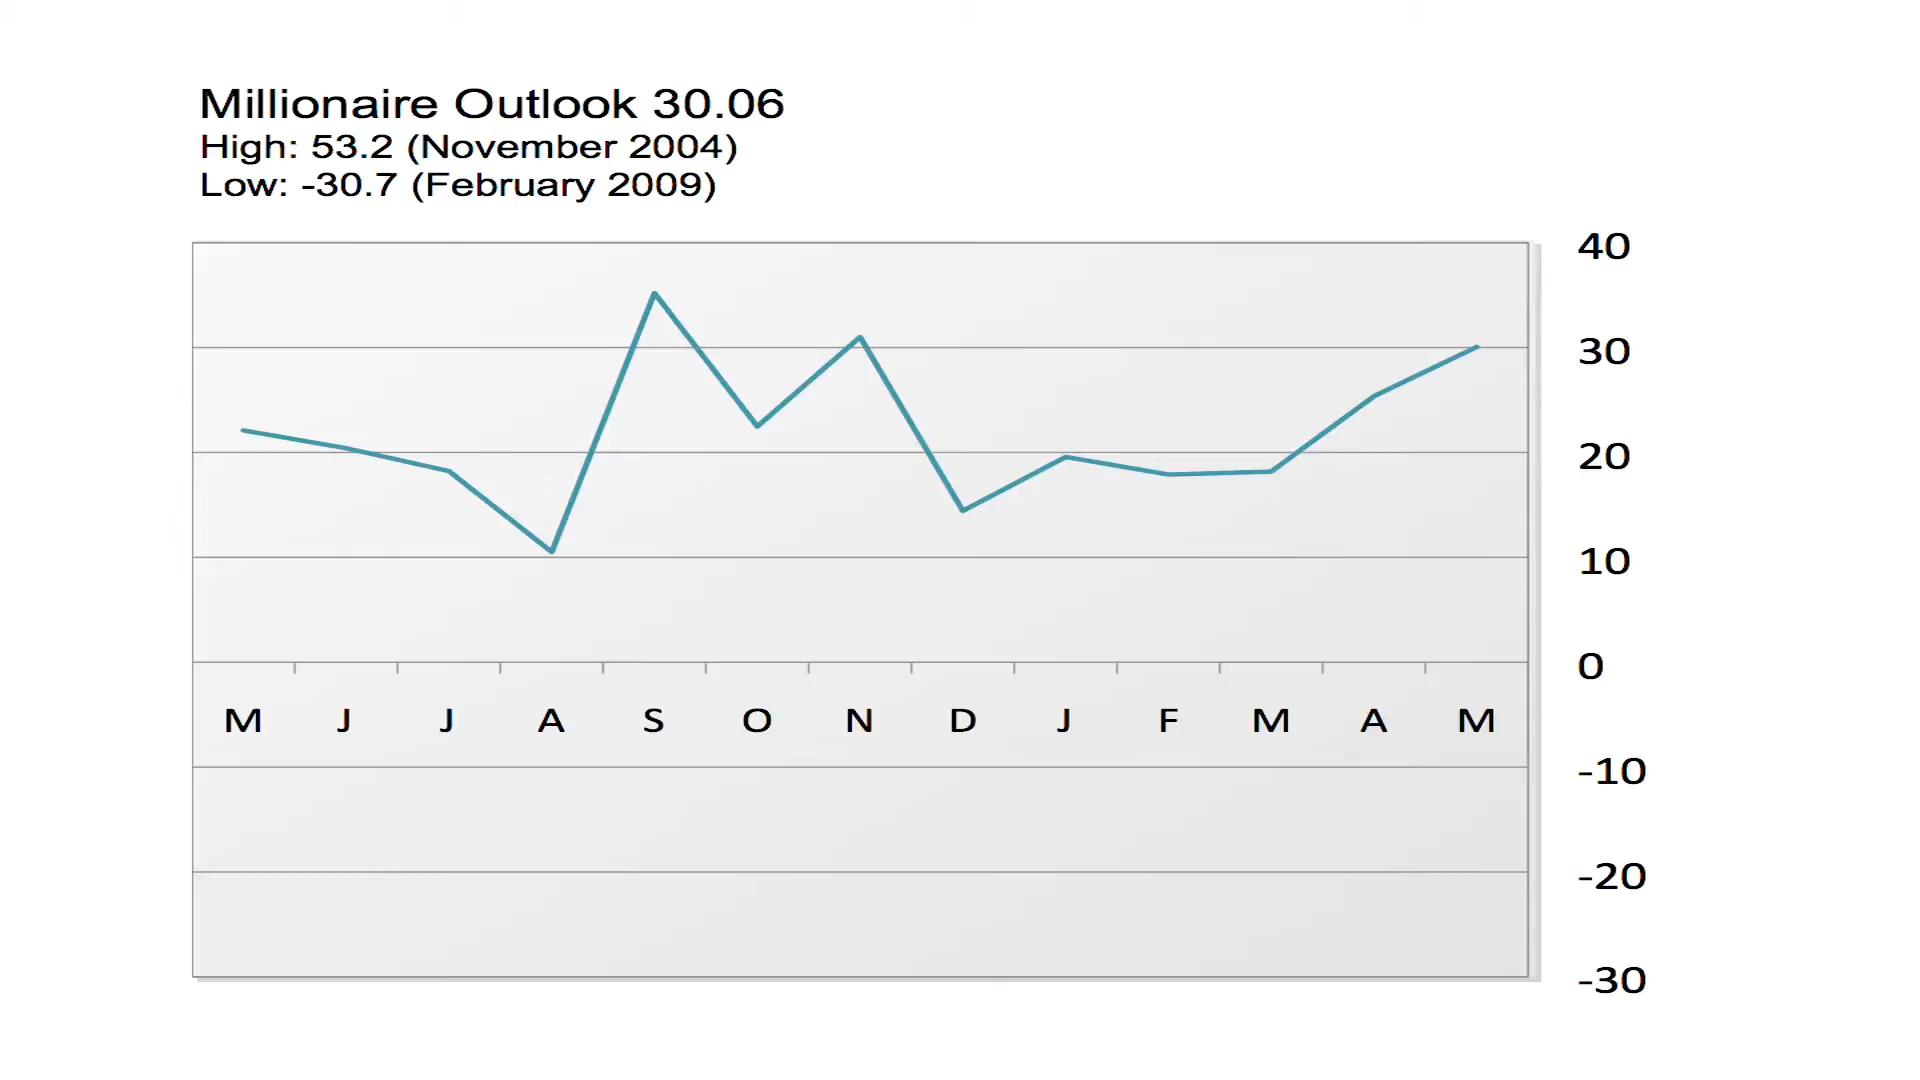 Millionaire Outlook 30.06
High: 53.2 (November 2004)
Low: -30.7 (February 2009)
40
30
20
10
0
M J J A S O N D J F M A M
-10
-20
-30